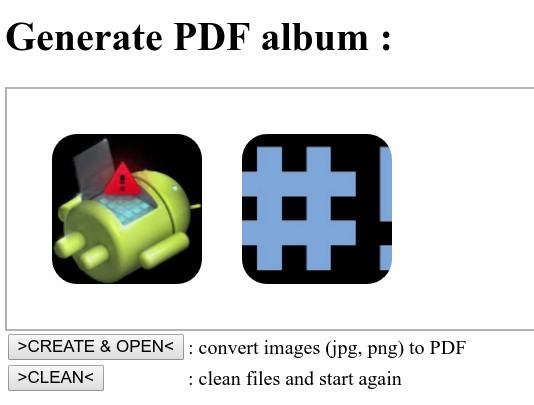 Generate PDF album :
#!
>CREATE & OPEN< : convert images (jpg, png) to PDF
>CLEAN< : clean files and start again